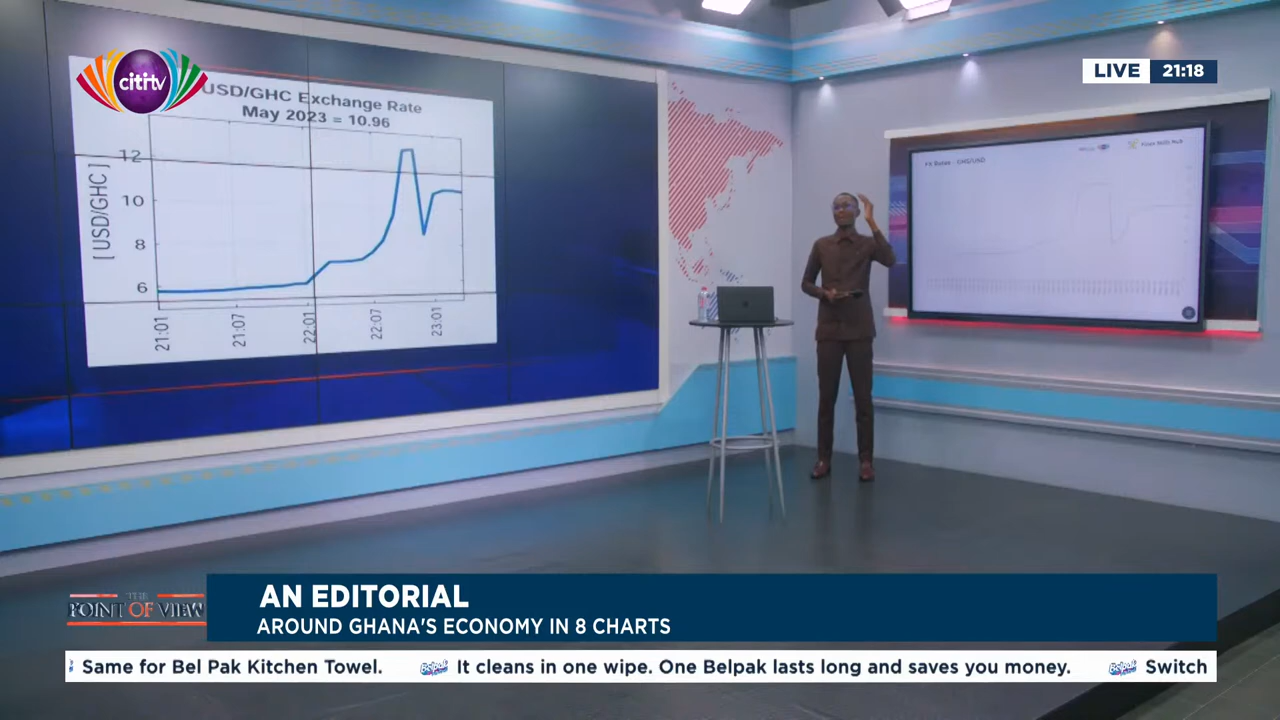 citi tv
USD/GHC Exchange Rate
May 2023 = 10.96
[USD/GHC]
12
10
8
6
21:01
21:07
22:01
22:07
23:01
LIVE 21:18
FX Rates - GHS/USD
THE
POINT OF VIEW
AN EDITORIAL
AROUND GHANA'S ECONOMY IN 8 CHARTS
Same for Bel Pak Kitchen Towel. It cleans in one wipe. One Belpak lasts long and saves you money. Switch